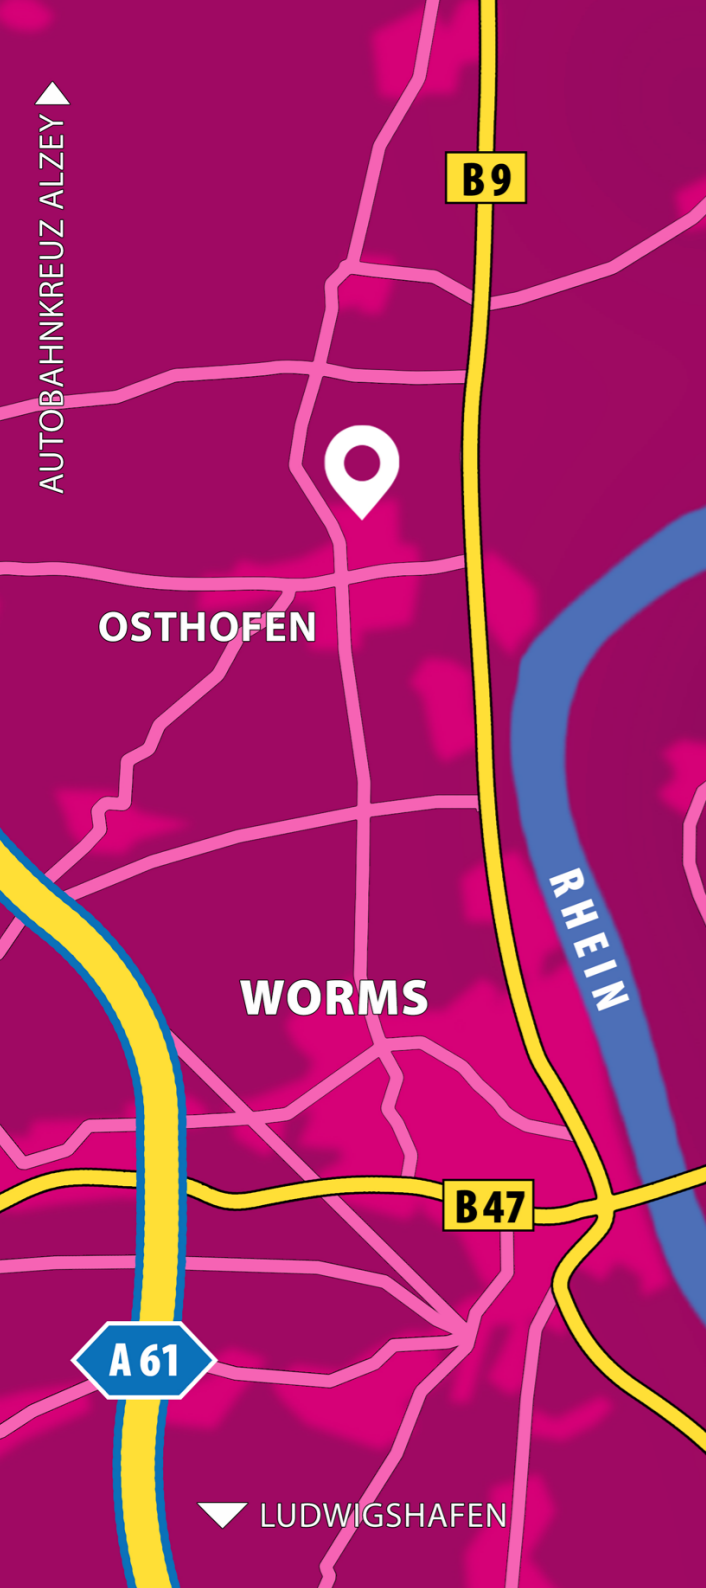 AUTOBAHNKREUZ ALZEY
B9
OSTHOFEN
RHEIN
WORMS
B47
A 61
LUDWIGSHAFEN